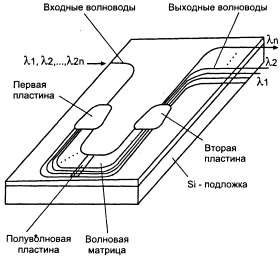 Входные волноводы
Выходные волноводы
λ1, λ2,...,λ2n
λn
λ2
λ1
Первая
пластина
Вторая
пластина
Si - подложка
Полуволновая
пластина
Волновая
матрица